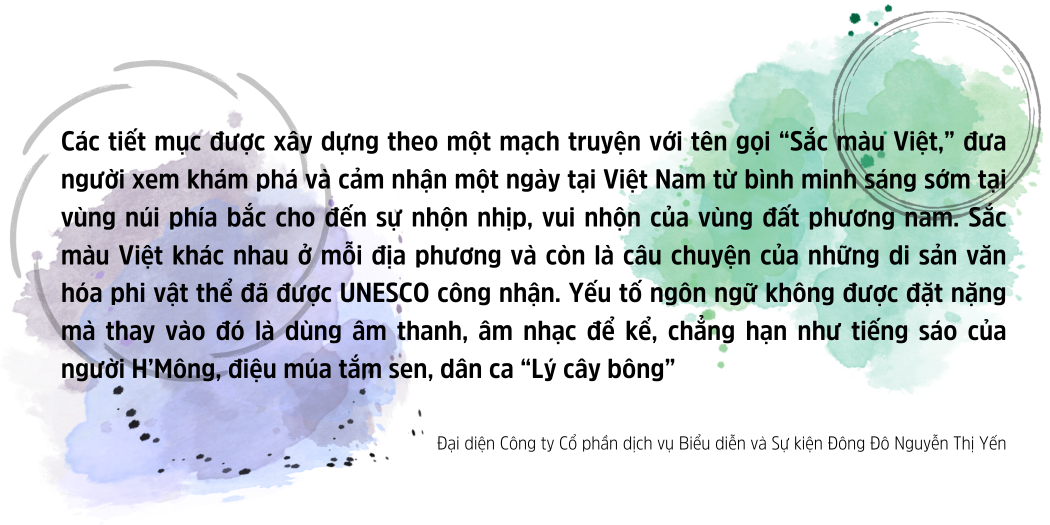 Các tiết mục được xây dựng theo một mạch truyện với tên gọi “Sắc màu Việt,” đưa
người xem khám phá và cảm nhận một ngày tại Việt Nam từ bình minh sáng sớm tại
vùng núi phía bắc cho đến sự nhộn nhịp, vui nhộn của vùng đất phương nam. Sắc
màu Việt khác nhau ở mỗi địa phương và còn là câu chuyện của những di sản văn
hóa phi vật thể đã được UNESCO công nhận. Yếu tố ngôn ngữ không được đặt nặng
mà thay vào đó là dùng âm thanh, âm nhạc để kể, chẳng hạn như tiếng sáo của
người H’Mông, điệu múa tắm sen, dân ca “Lý cây bông”
Đại diện Công ty Cổ phần dịch vụ Biểu diễn và Sự kiện Đông Đô Nguyễn Thị Yến